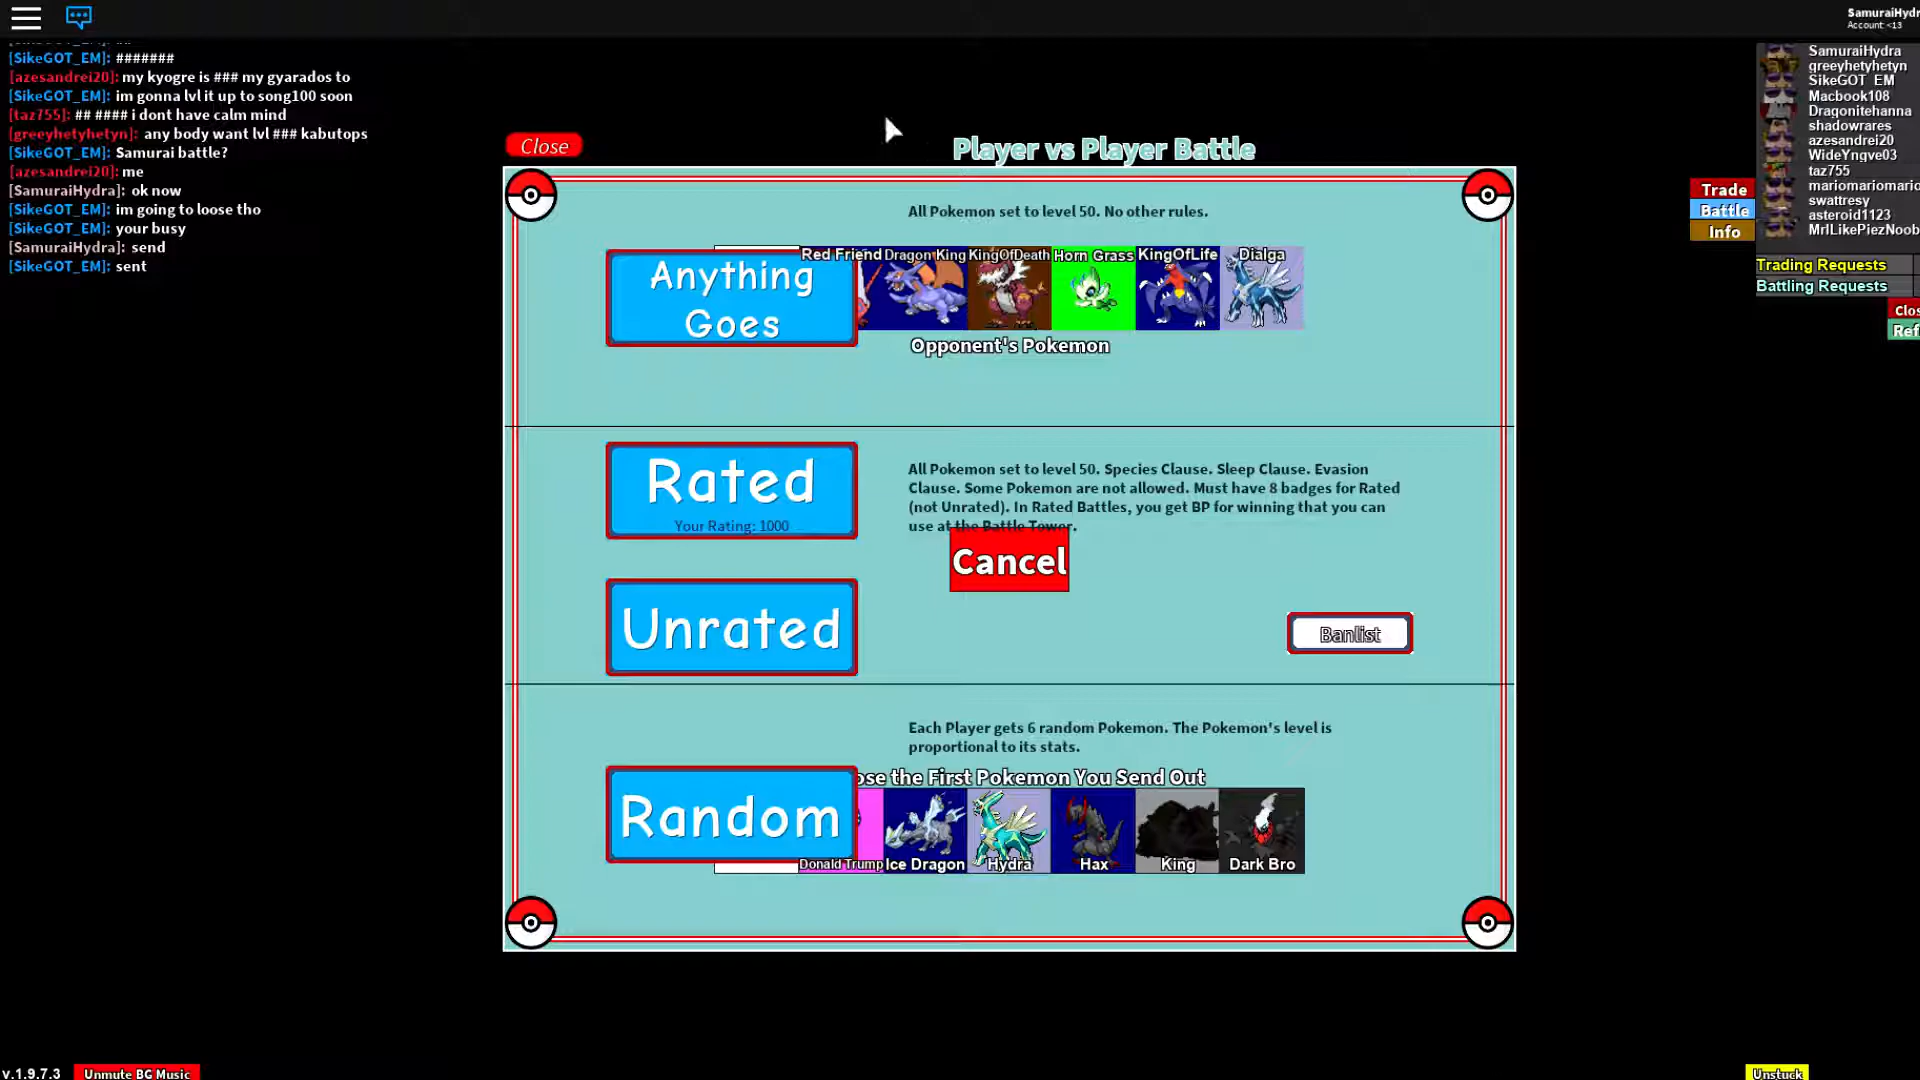 SamuraiHydr
Account: <13
[SikeGOT_EM]: #######
[azesandrei20]: my kyogre is ### my gyarados to
[SikeGOT_EM]: im gonna lvl it up to song100 soon
[taz755]: ## #### i dont have calm mind
[greeyhetyhetyn]: any body want lvl ### kabutops
[SikeGOT_EM]: Samurai battle?
[azesandrei20]: me
[SamuraiHydra]: ok now
[SikeGOT_EM]: im going to loose tho
[SikeGOT_EM]: your busy
[SamuraiHydra]: send
[SikeGOT_EM]: sent
Close
Player vs Player Battle
All Pokemon set to level 50. No other rules.
Anything
Goes
Red Friend Dragon King KingOfDeath Horn Grass KingOfLife Dialga
Opponent's Pokemon
Rated
Your Rating: 1000
All Pokemon set to level 50. Species Clause. Sleep Clause. Evasion
Clause. Some Pokemon are not allowed. Must have 8 badges for Rated
(not Unrated). In Rated Battles, you get BP for winning that you can
use at the Battle Tower.
Cancel
Unrated
Banlist
Each Player gets 6 random Pokemon. The Pokemon's level is
proportional to its stats.
ose the First Pokemon You Send Out
Random
Donald Trump Ice Dragon Hydra Hax King Dark Bro
SamuraiHydra
greeyhetyhetyn
SikeGOT_EM
Macbook108
Dragonitehanna
shadowrares
azesandrei20
WideYngve03
taz755
mariomariomario
swattresy
asteroid1123
MrILikePiezNoob
Trade
Battle
Info
Trading Requests
Battling Requests
Clos
Ref
v.1.9.7.3
Unmute BG Music
Unstuck